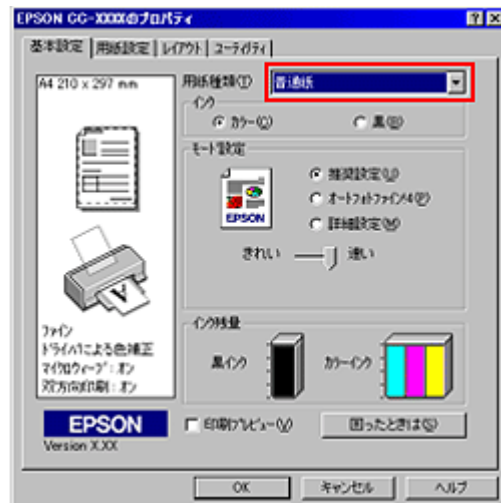 EPSON CC-XXXXのプロパティ
基本設定 用紙設定 レイアウト ユーティリティ
A4 210 x 297 mm
用紙種類(T) 普通紙
インク
カラー(C) 黒(B)
モード設定
推奨設定(U)
オートフォトファイン!4(P)
詳細設定(M)
EPSON
きれい 速い
ファイン
ドライバによる色補正
マイクロウィーブ:オン
双方向印刷:オン
インク残量
黒インク カラーインク
EPSON
Version X.XX
印刷プレビュー(V) 困ったときは(S)
OK キャンセル ヘルプ